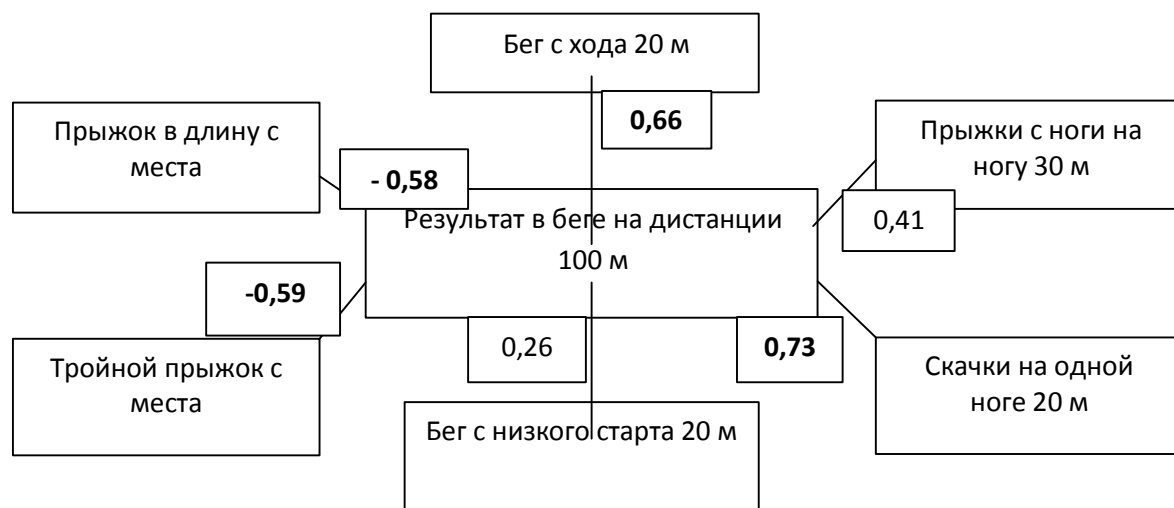 Бег с хода 20 м
0,66
Прыжок в длину с
места
- 0,58
Прыжки с ноги на
ногу 30 м
0,41
Результат в беге на дистанции
100 м
-0,59
Тройной прыжок с
места
0,26
0,73
Скачки на одной
ноге 20 м
Бег с низкого старта 20 м